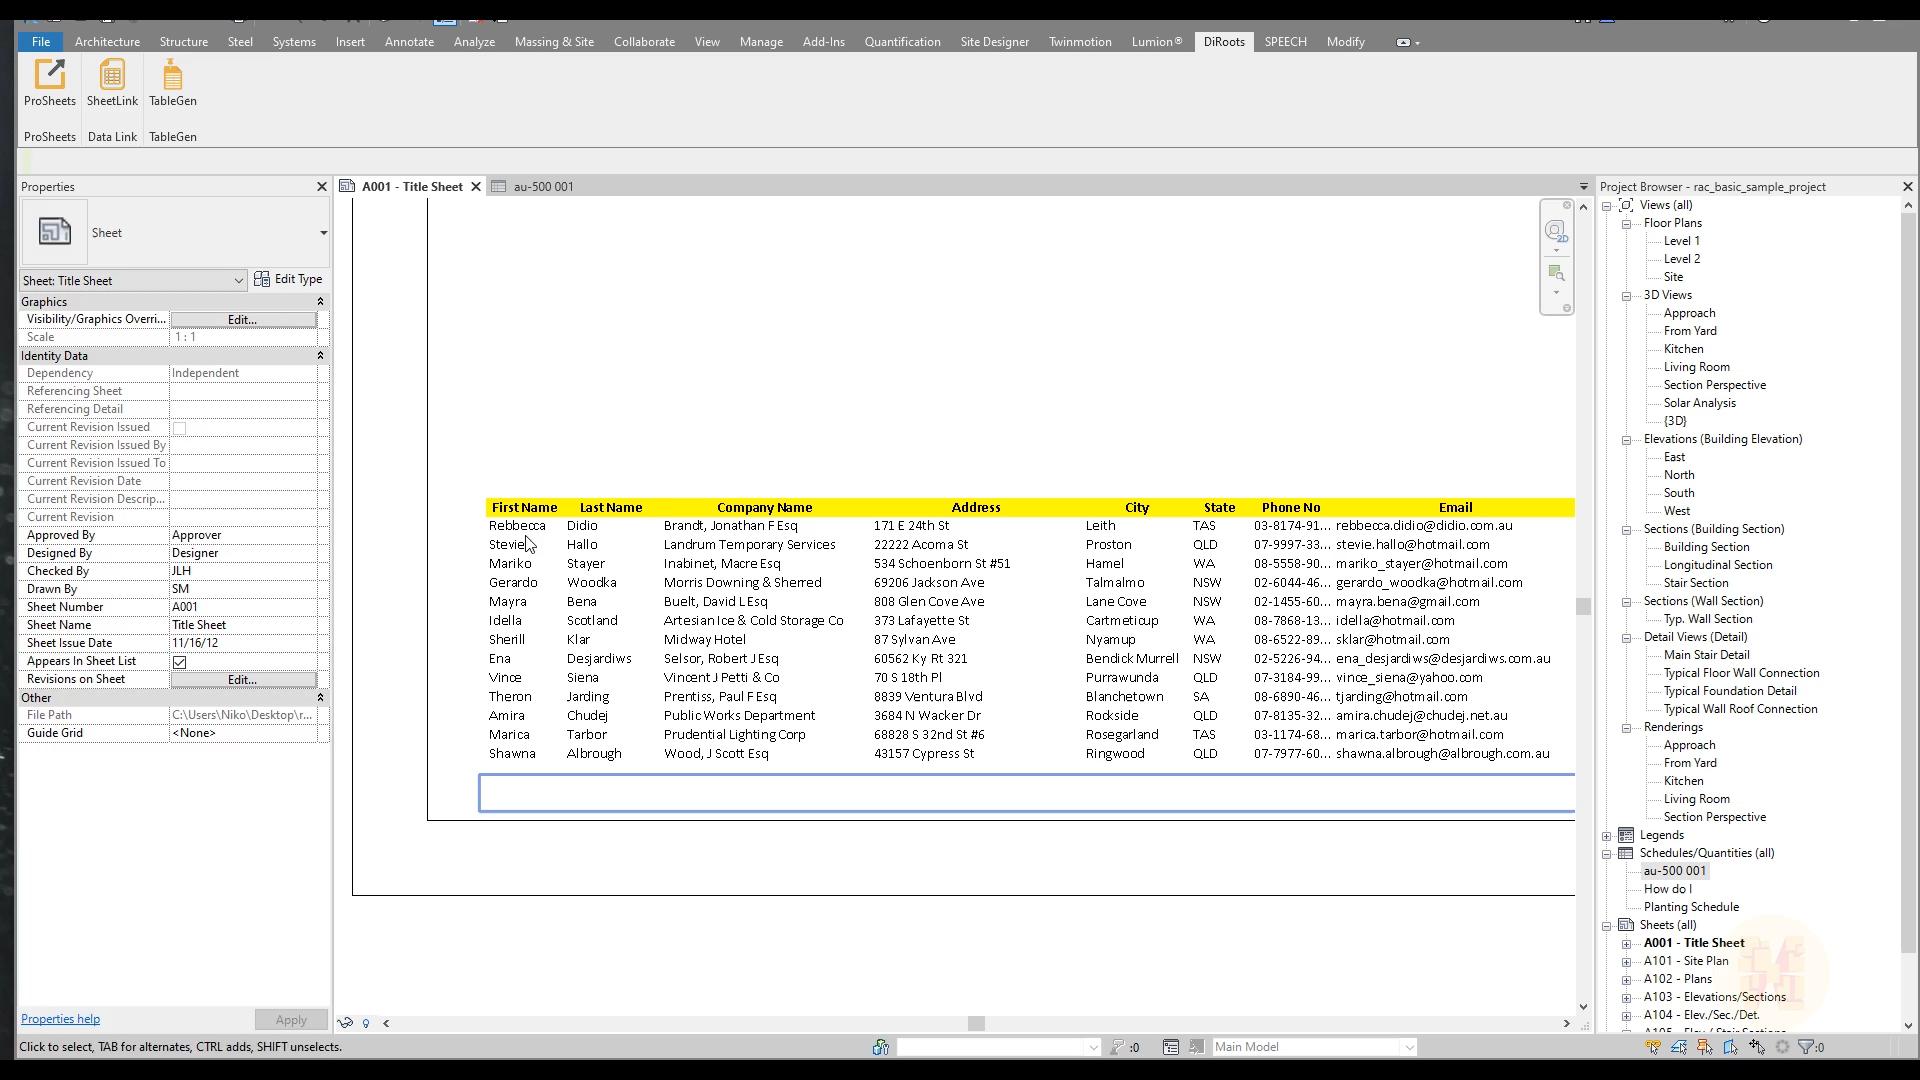 File Architecture Structure Steel Systems Insert Annotate Analyze Massing & Site Collaborate View Manage Add-Ins Quantification Site Designer Twinmotion Lumion® DiRoots SPEECH Modify
ProSheets SheetLink TableGen
ProSheets Data Link TableGen
Properties
Sheet
Sheet: Title Sheet Edit Type
Graphics
Visibility/Graphics Overri... Edit...
Scale 1 : 1
Identity Data
Dependency Independent
Referencing Sheet
Referencing Detail
Current Revision Issued
Current Revision Issued By
Current Revision Issued To
Current Revision Date
Current Revision Descrip...
Current Revision
Approved By Approver
Designed By Designer
Checked By JLH
Drawn By SM
Sheet Number A001
Sheet Name Title Sheet
Sheet Issue Date 11/16/12
Appears In Sheet List
Revisions on Sheet Edit...
Other
File Path C:\Users\Niko\Desktop\r...
Guide Grid <None>
Properties help Apply
A001 - Title Sheet au-500 001
2D
First Name Last Name Company Name Address City State Phone No Email
Rebbecca Didio Brandt, Jonathan F Esq 171 E 24th St Leith TAS 03-8174-91... rebbecca.didio@didio.com.au
Stevie Hallo Landrum Temporary Services 22222 Acoma St Proston QLD 07-9997-33... stevie.hallo@hotmail.com
Mariko Stayer Inabinet, Macre Esq 534 Schoenborn St #51 Hamel WA 08-5558-90... mariko_stayer@hotmail.com
Gerardo Woodka Morris Downing & Sherred 69206 Jackson Ave Talmalmo NSW 02-6044-46... gerardo_woodka@hotmail.com
Mayra Bena Buelt, David L Esq 808 Glen Cove Ave Lane Cove NSW 02-1455-60... mayra.bena@gmail.com
Idella Scotland Artesian Ice & Cold Storage Co 373 Lafayette St Cartmeticup WA 08-7868-13... idella@hotmail.com
Sherill Klar Midway Hotel 87 Sylvan Ave Nyamup WA 08-6522-89... sklar@hotmail.com
Ena Desjardiws Selsor, Robert J Esq 60562 Ky Rt 321 Bendick Murrell NSW 02-5226-94... ena_desjardiws@desjardiws.com.au
Vince Siena Vincent J Petti & Co 70 S 18th Pl Purrawunda QLD 07-3184-99... vince_siena@yahoo.com
Theron Jarding Prentiss, Paul F Esq 8839 Ventura Blvd Blanchetown SA 08-6890-46... tjarding@hotmail.com
Amira Chudej Public Works Department 3684 N Wacker Dr Rockside QLD 07-8135-32... amira.chudej@chudej.net.au
Marica Tarbor Prudential Lighting Corp 68828 S 32nd St #6 Rosegarland TAS 03-1174-68... marica.tarbor@hotmail.com
Shawna Albrough Wood, J Scott Esq 43157 Cypress St Ringwood QLD 07-7977-60... shawna.albrough@albrough.com.au
Project Browser - rac_basic_sample_project
Views (all)
Floor Plans
Level 1
Level 2
Site
3D Views
Approach
From Yard
Kitchen
Living Room
Section Perspective
Solar Analysis
{3D}
Elevations (Building Elevation)
East
North
South
West
Sections (Building Section)
Building Section
Longitudinal Section
Stair Section
Sections (Wall Section)
Typ. Wall Section
Detail Views (Detail)
Main Stair Detail
Typical Floor Wall Connection
Typical Foundation Detail
Typical Wall Roof Connection
Renderings
Approach
From Yard
Kitchen
Living Room
Section Perspective
Legends
Schedules/Quantities (all)
au-500 001
How do I
Planting Schedule
Sheets (all)
A001 - Title Sheet
A101 - Site Plan
A102 - Plans
A103 - Elevations/Sections
A104 - Elev./Sec./Det.
Click to select, TAB for alternates, CTRL adds, SHIFT unselects. :0 Main Model :0